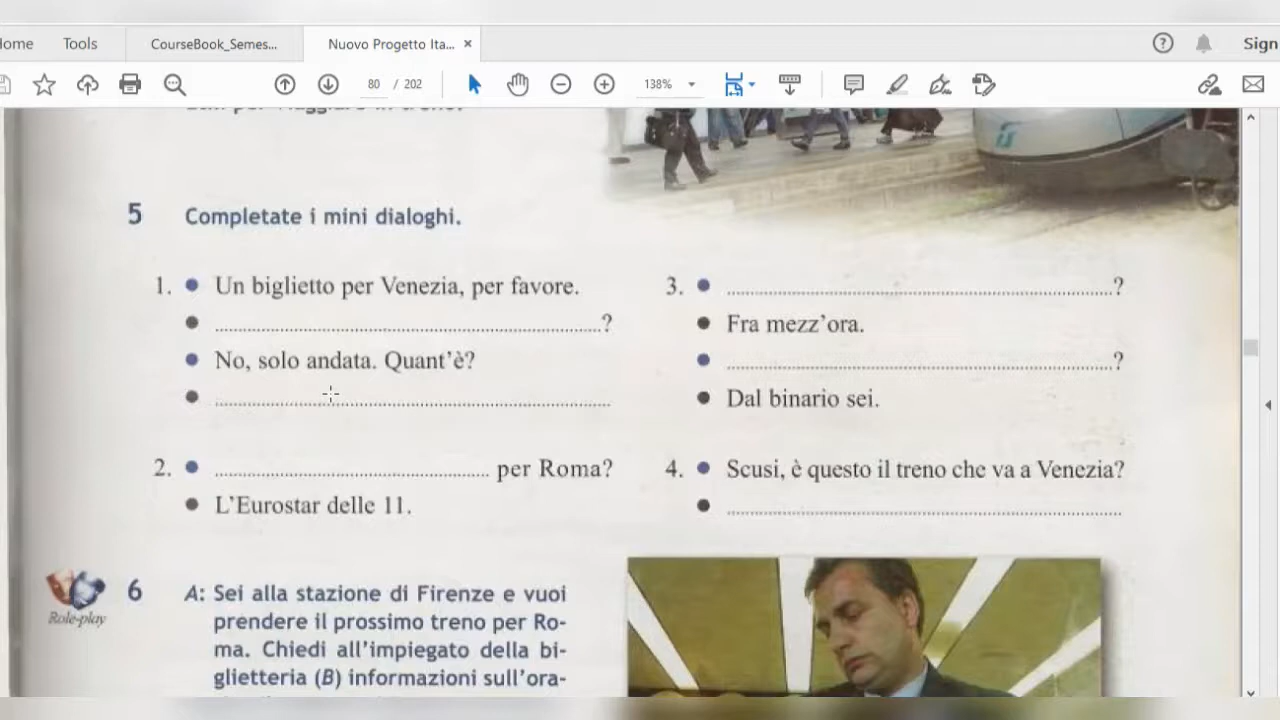 Home Tools CourseBook_Semes... Nuovo Progetto Ita... × Sign
80 / 202 138%
5 Completate i mini dialoghi.
1. • Un biglietto per Venezia, per favore.
• ..........?
• No, solo andata. Quant'è?
• ..........
2. • .......... per Roma?
• L'Eurostar delle 11.
3. • ..........?
• Fra mezz'ora.
• ..........?
• Dal binario sei.
4. • Scusi, è questo il treno che va a Venezia?
• ..........
Role-play
6 A: Sei alla stazione di Firenze e vuoi
prendere il prossimo treno per Ro-
ma. Chiedi all'impiegato della bi-
glietteria (B) informazioni sull'ora-